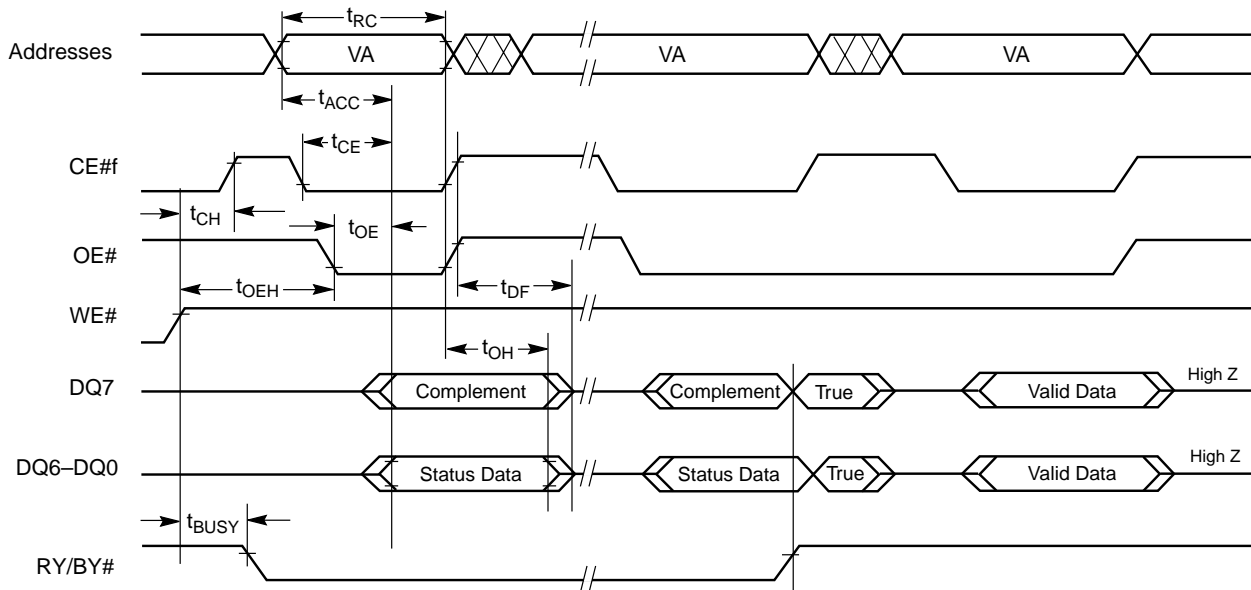 tRC
Addresses VA VA VA
tACC
tCE
CE#f
tCH tOE
OE#
tOEH tDF
WE#
tOH
DQ7 Complement Complement True Valid Data High Z
DQ6–DQ0 Status Data Status Data True Valid Data High Z
tBUSY
RY/BY#